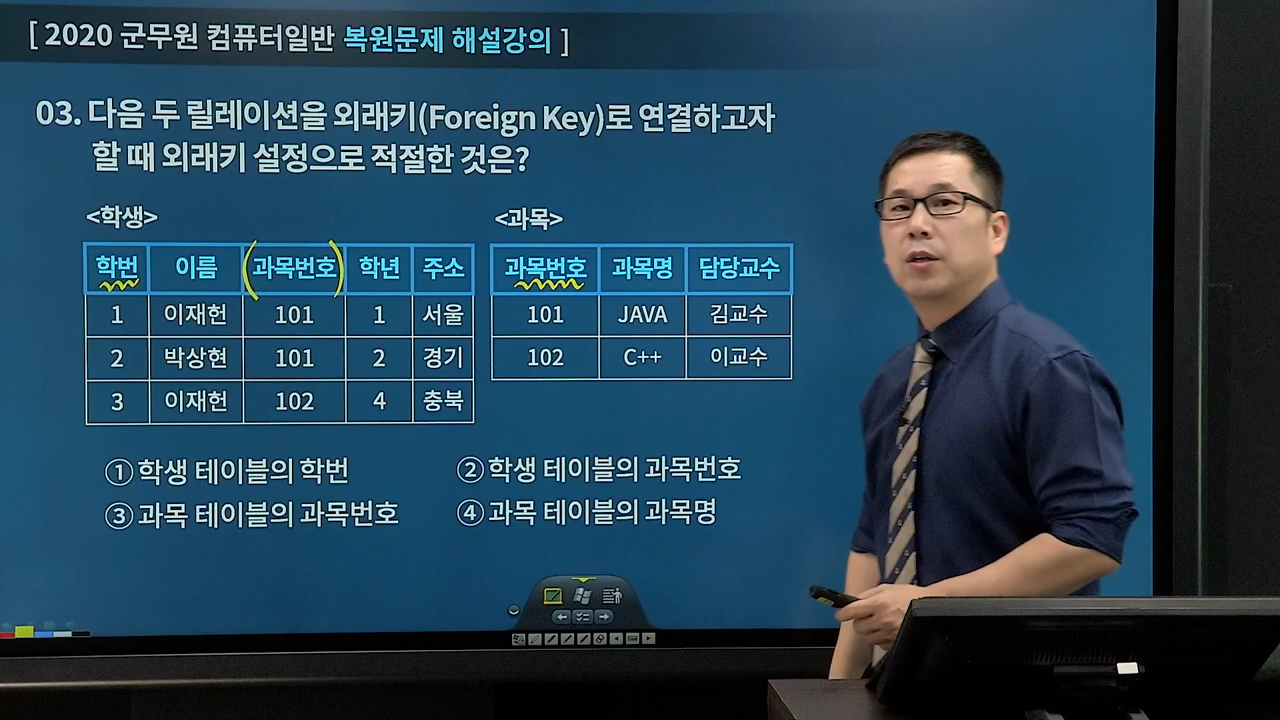 [ 2020 군무원 컴퓨터일반 복원문제 해설강의 ]
03. 다음 두 릴레이션을 외래키(Foreign Key)로 연결하고자
할 때 외래키 설정으로 적절한 것은?
<학생>
학번 이름 과목번호 학년 주소
1 이재헌 101 1 서울
2 박상현 101 2 경기
3 이재헌 102 4 충북
<과목>
과목번호 과목명 담당교수
101 JAVA 김교수
102 C++ 이교수
① 학생 테이블의 학번
② 학생 테이블의 과목번호
③ 과목 테이블의 과목번호
④ 과목 테이블의 과목명